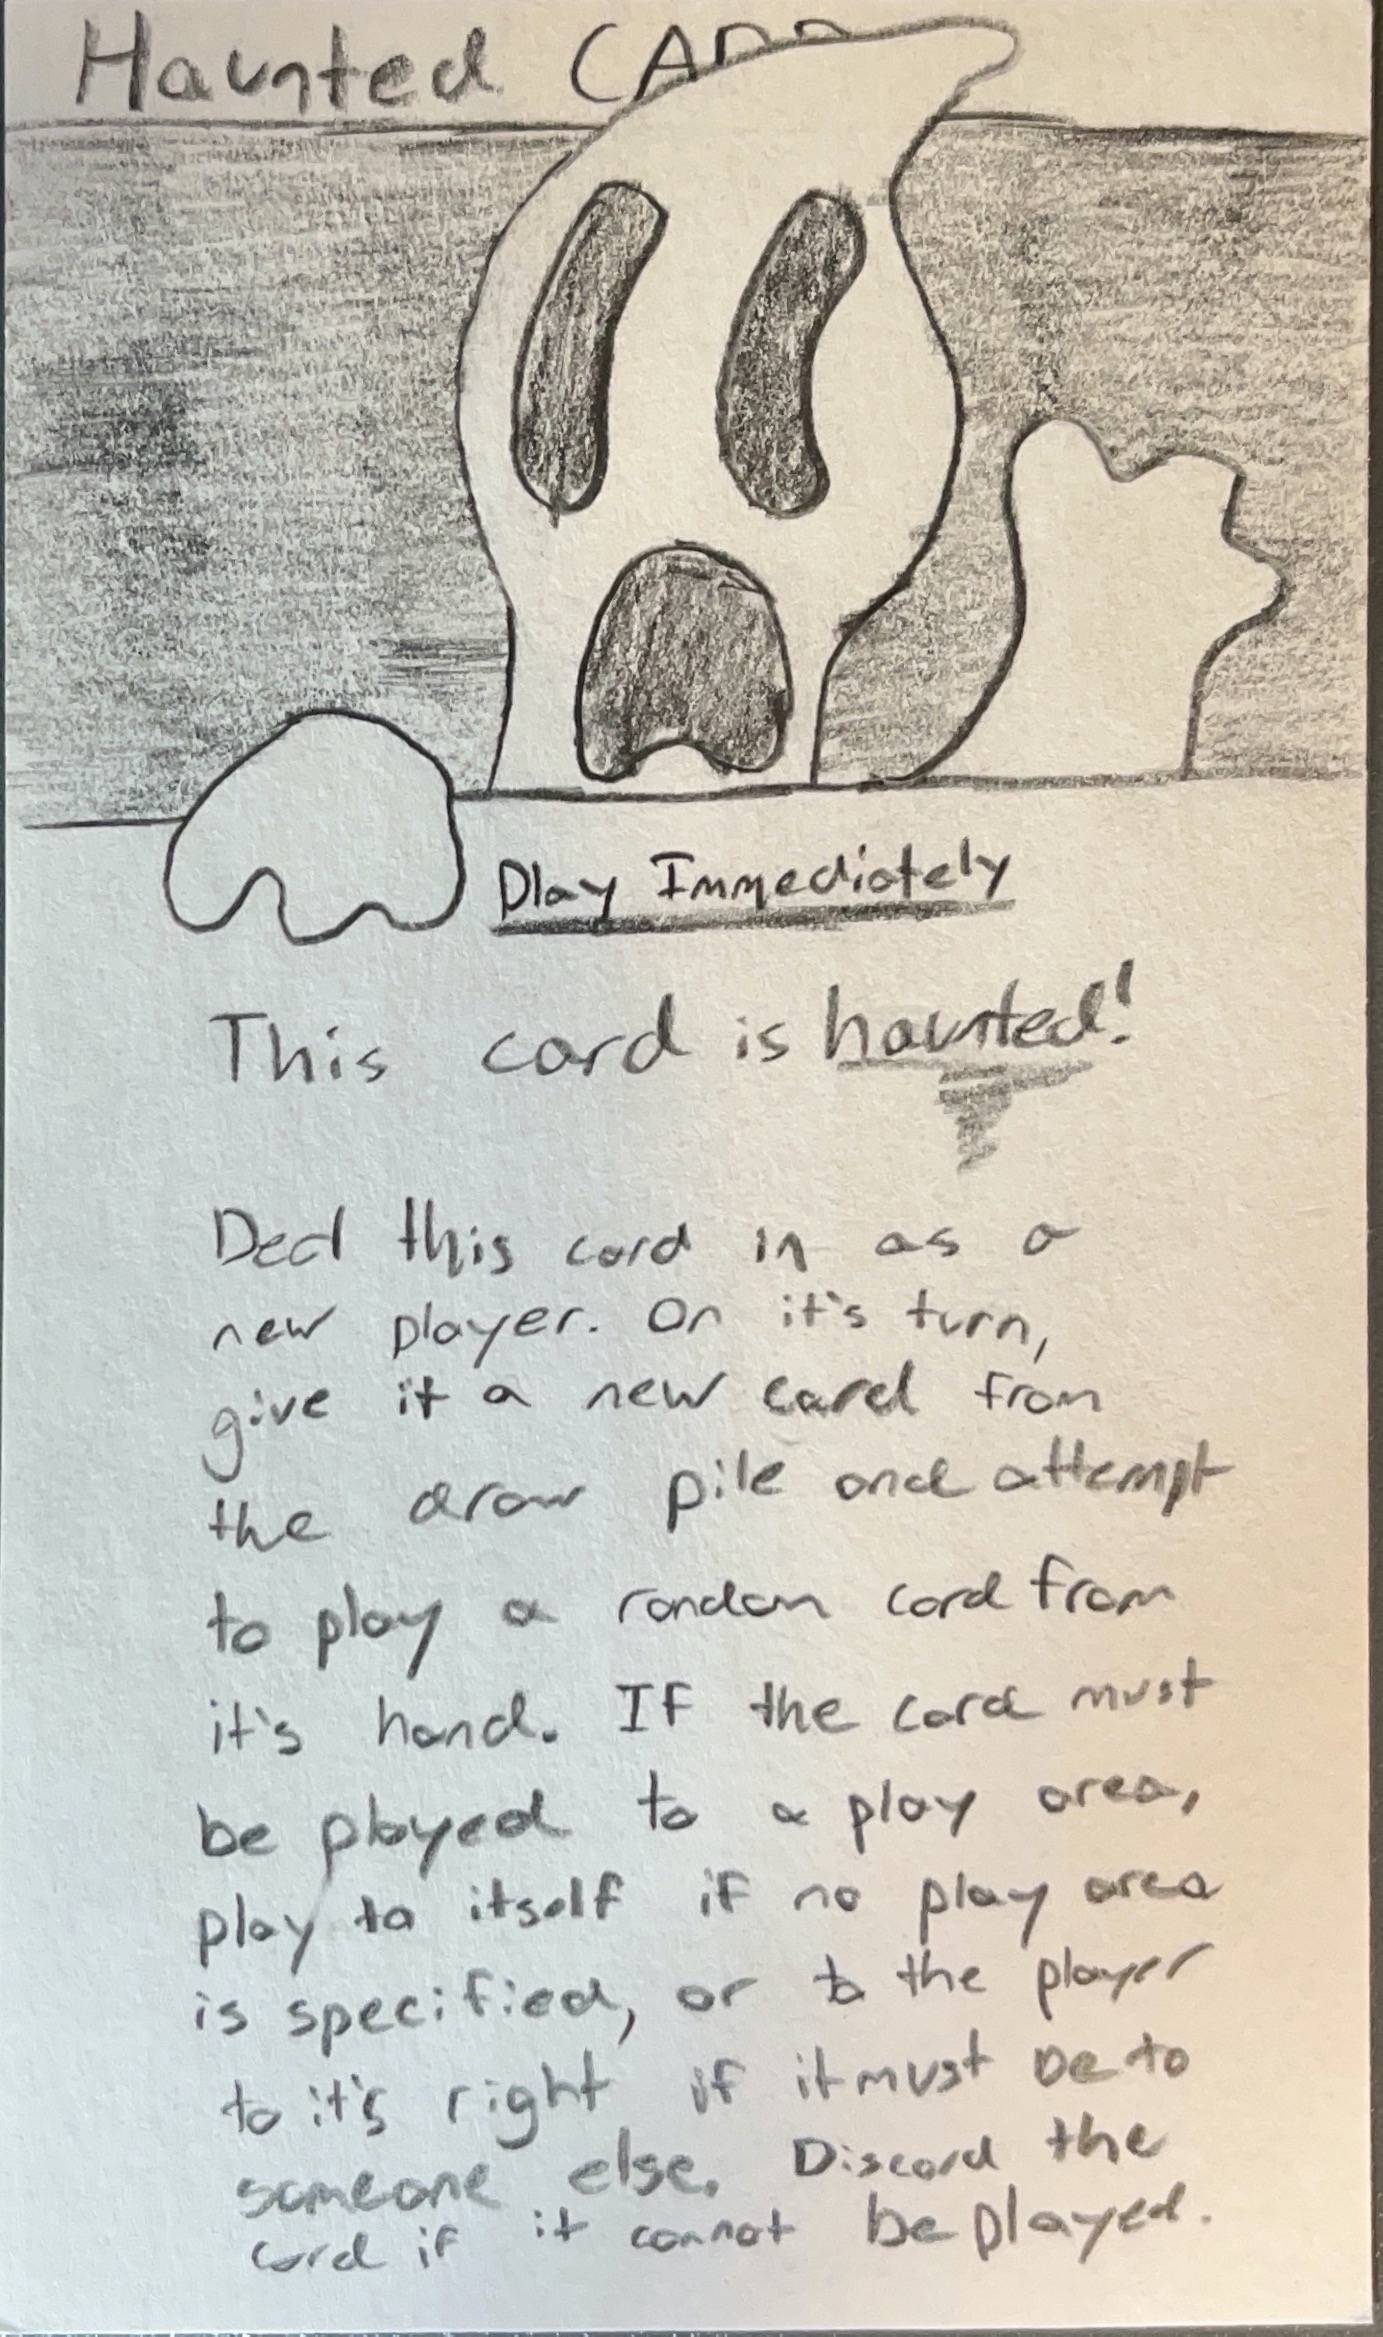 Haunted CARD
Play Immediately
This card is haunted!
Deal this card in as a
new player. On it's turn,
give it a new card from
the draw pile and attempt
to play a random card from
it's hand. If the card must
be played to a play area,
play to itself if no play area
is specified, or to the player
to it's right if it must be to
someone else. Discard the
card if it cannot be played.